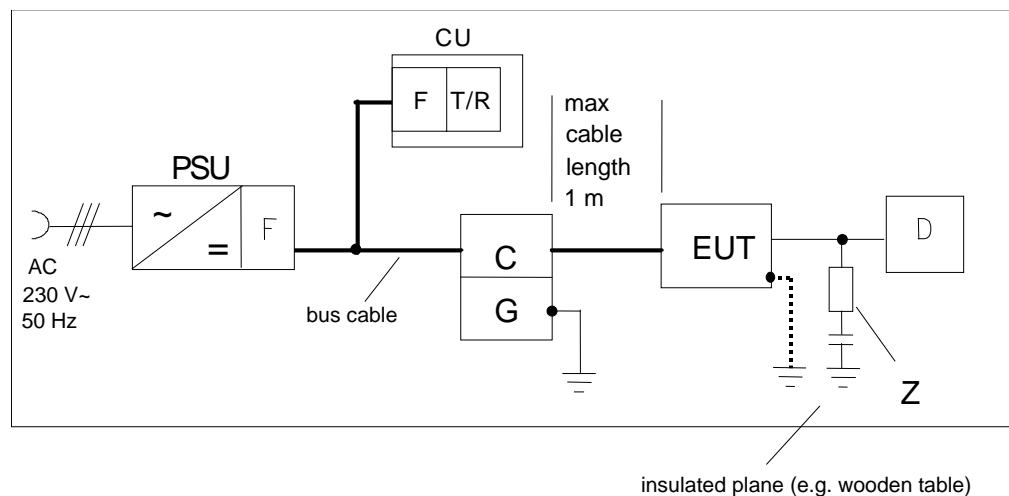 CU
F T/R
max
cable
length
1 m
PSU
~
=
F
AC
230 V~
50 Hz
bus cable
C
G
EUT
D
Z
insulated plane (e.g. wooden table)